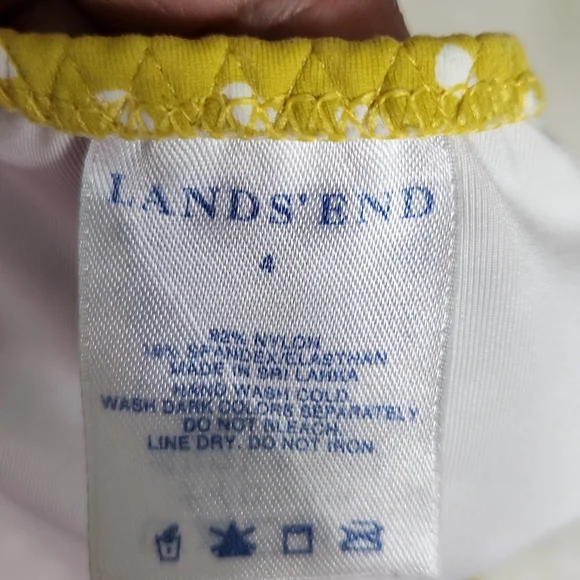 LANDS' END
4
82% NYLON
18% SPANDEX/ELASTHAN
MADE IN SRI LANKA
HAND WASH COLD
WASH DARK COLORS SEPARATELY
DO NOT BLEACH
LINE DRY. DO NOT IRON.